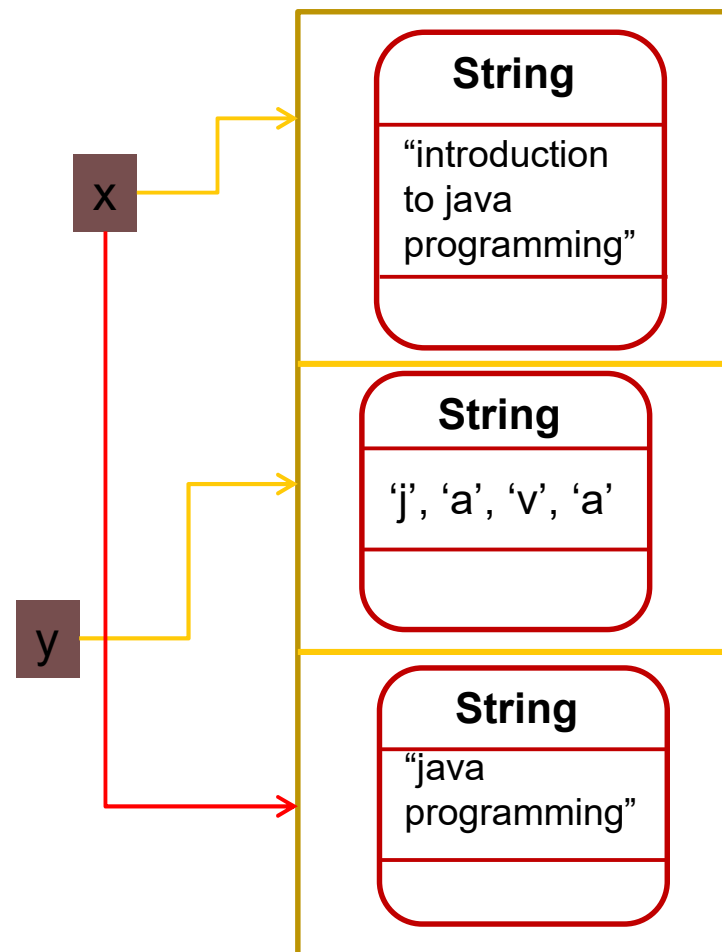 String
“introduction
to java
programming”
x
String
‘j’, ‘a’, ‘v’, ‘a’
y
String
“java
programming”